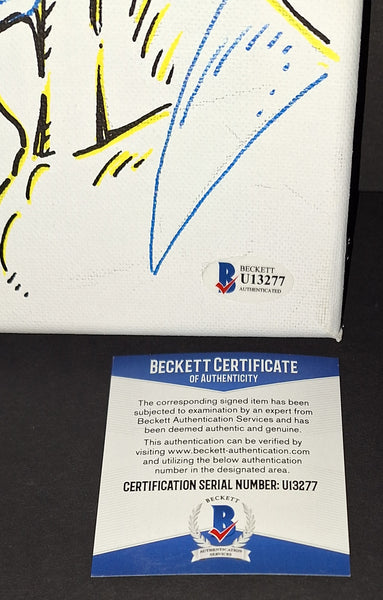 BECKETT
U13277
AUTHENTICATED
BECKETT CERTIFICATE
OF AUTHENTICITY
The corresponding signed item has been
subjected to examination by an expert from
Beckett Authentication Services and has
been deemed authentic and genuine.
This authentication can be verified by
visiting www.beckett-authentication.com
and utilizing the below authentication
number in the designated area.
CERTIFICATION SERIAL NUMBER: U13277
BECKETT
B
AUTHENTICATION
SERVICES